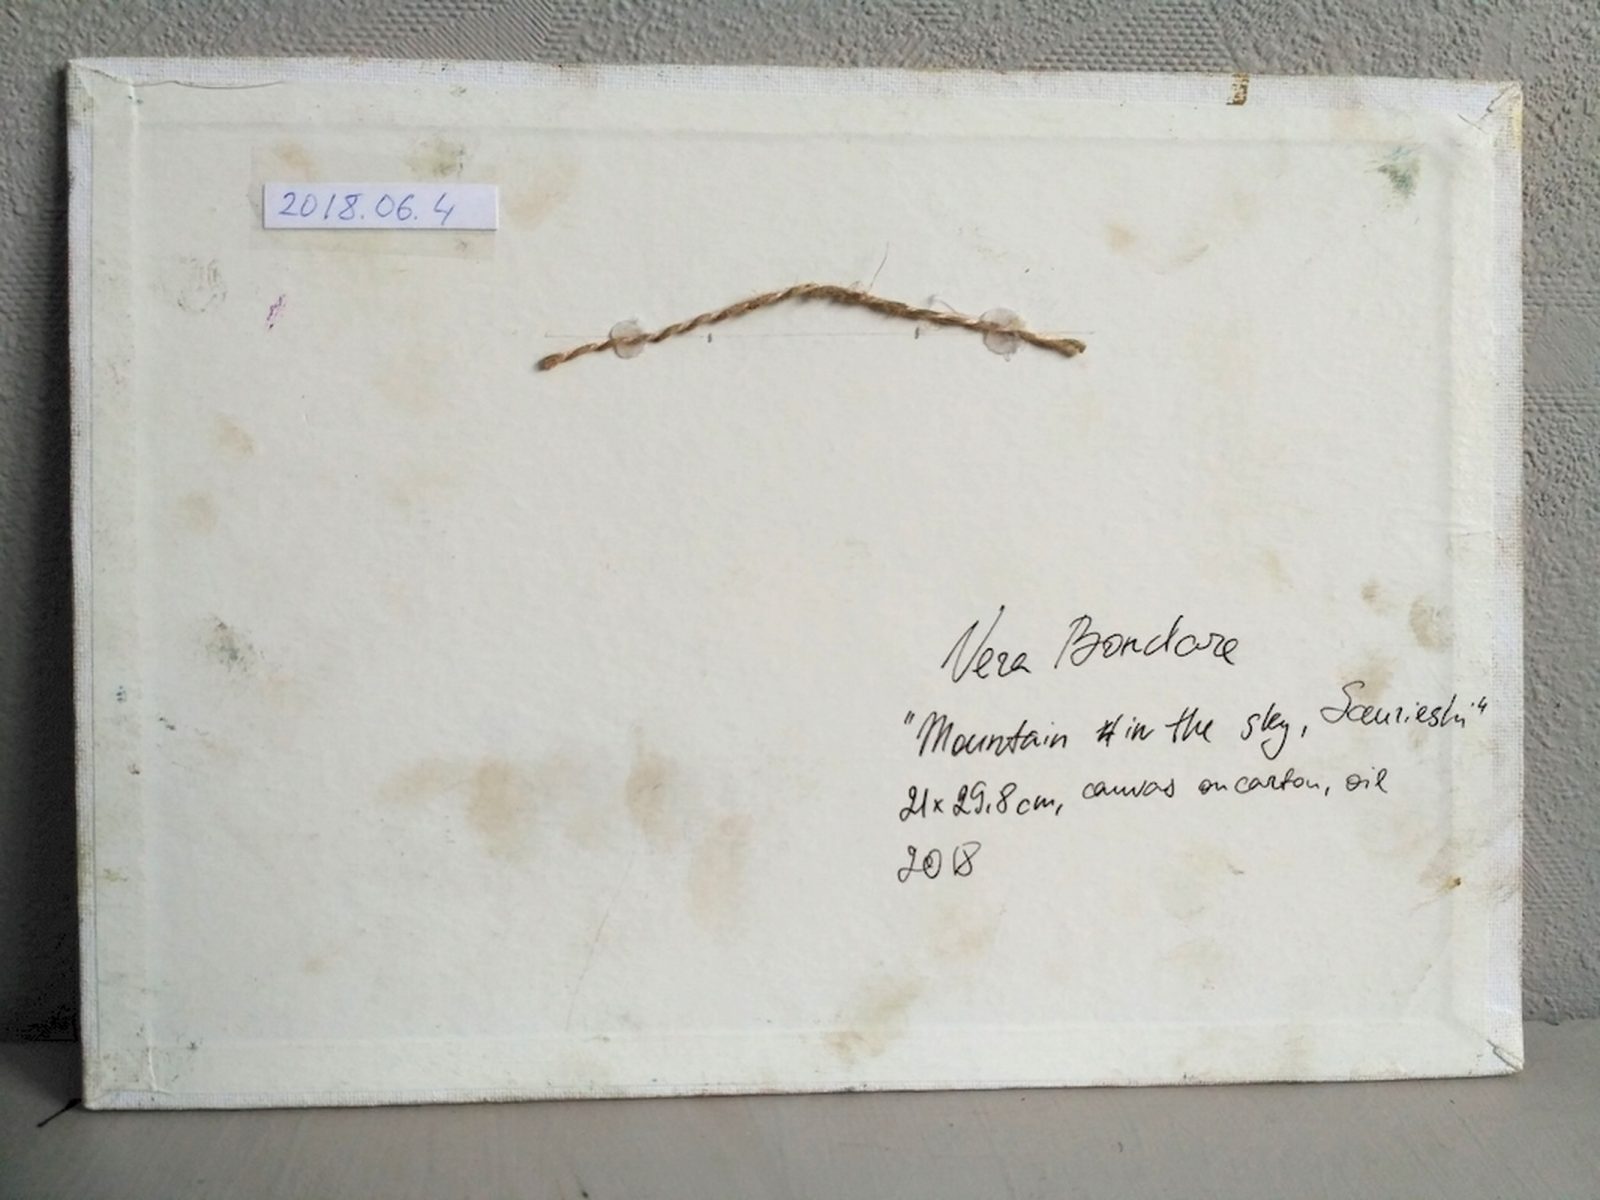 2018.06.4
Vera Bondare
"Mountain in the sky, Saurieshi"
21x29.8cm, canvas on carton, oil
2018